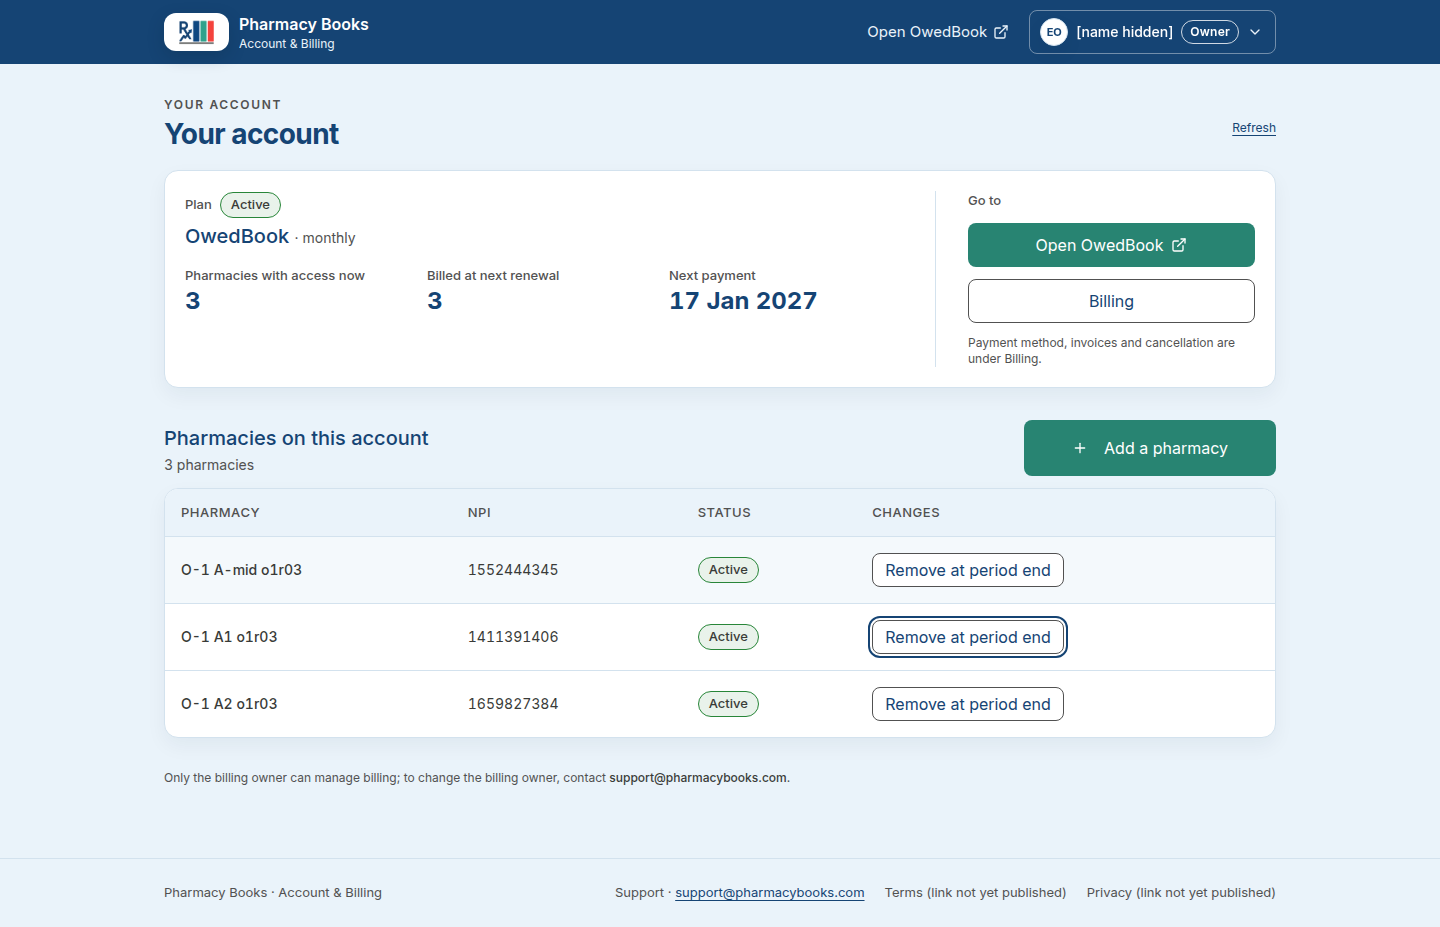 Rx
Pharmacy Books
Account & Billing
Open OwedBook
EO
[name hidden]
Owner
YOUR ACCOUNT
Your account
Refresh
Plan Active
OwedBook · monthly
Pharmacies with access now
3
Billed at next renewal
3
Next payment
17 Jan 2027
Go to
Open OwedBook
Billing
Payment method, invoices and cancellation are
under Billing.
Pharmacies on this account
3 pharmacies
+ Add a pharmacy
PHARMACY NPI STATUS CHANGES
O-1 A-mid o1r03 1552444345 Active Remove at period end
O-1 A1 o1r03 1411391406 Active Remove at period end
O-1 A2 o1r03 1659827384 Active Remove at period end
Only the billing owner can manage billing; to change the billing owner, contact support@pharmacybooks.com.
Pharmacy Books · Account & Billing
Support · support@pharmacybooks.com
Terms (link not yet published)
Privacy (link not yet published)